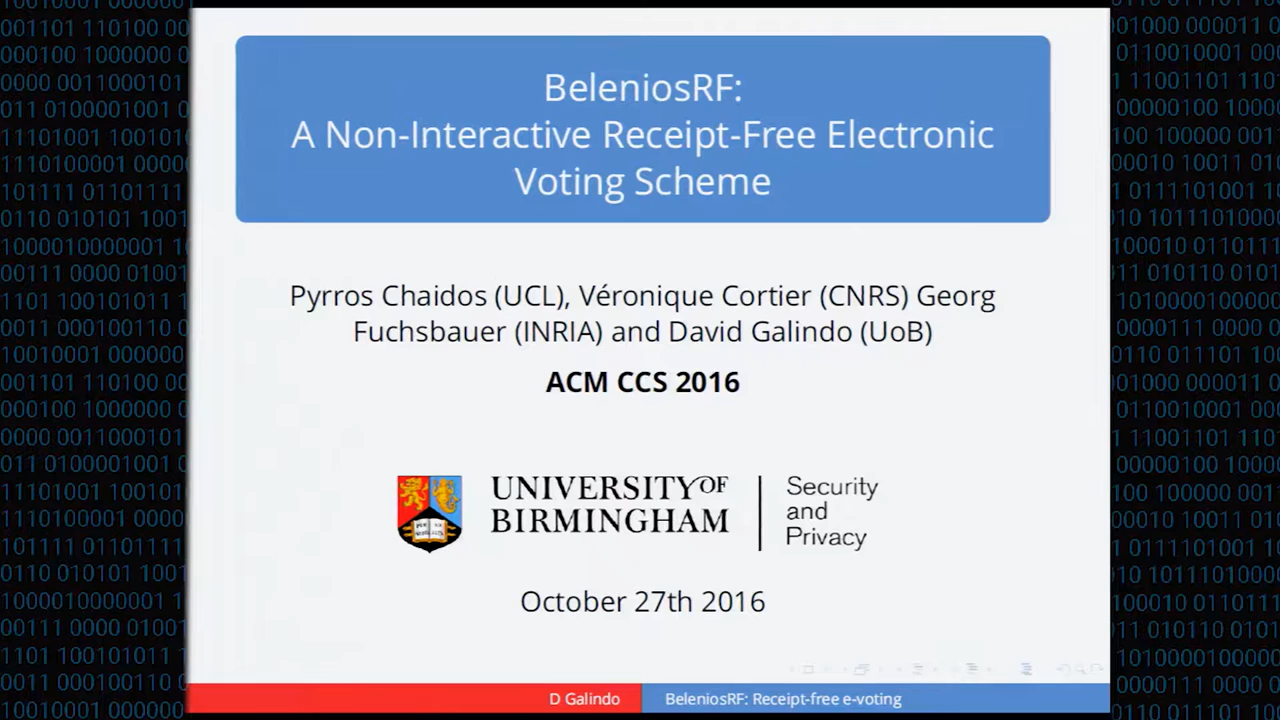 BeleniosRF:
A Non-Interactive Receipt-Free Electronic
Voting Scheme
Pyrros Chaidos (UCL), Véronique Cortier (CNRS) Georg
Fuchsbauer (INRIA) and David Galindo (UoB)
ACM CCS 2016
UNIVERSITY OF
BIRMINGHAM
Security
and
Privacy
October 27th 2016
D Galindo
BeleniosRF: Receipt-free e-voting